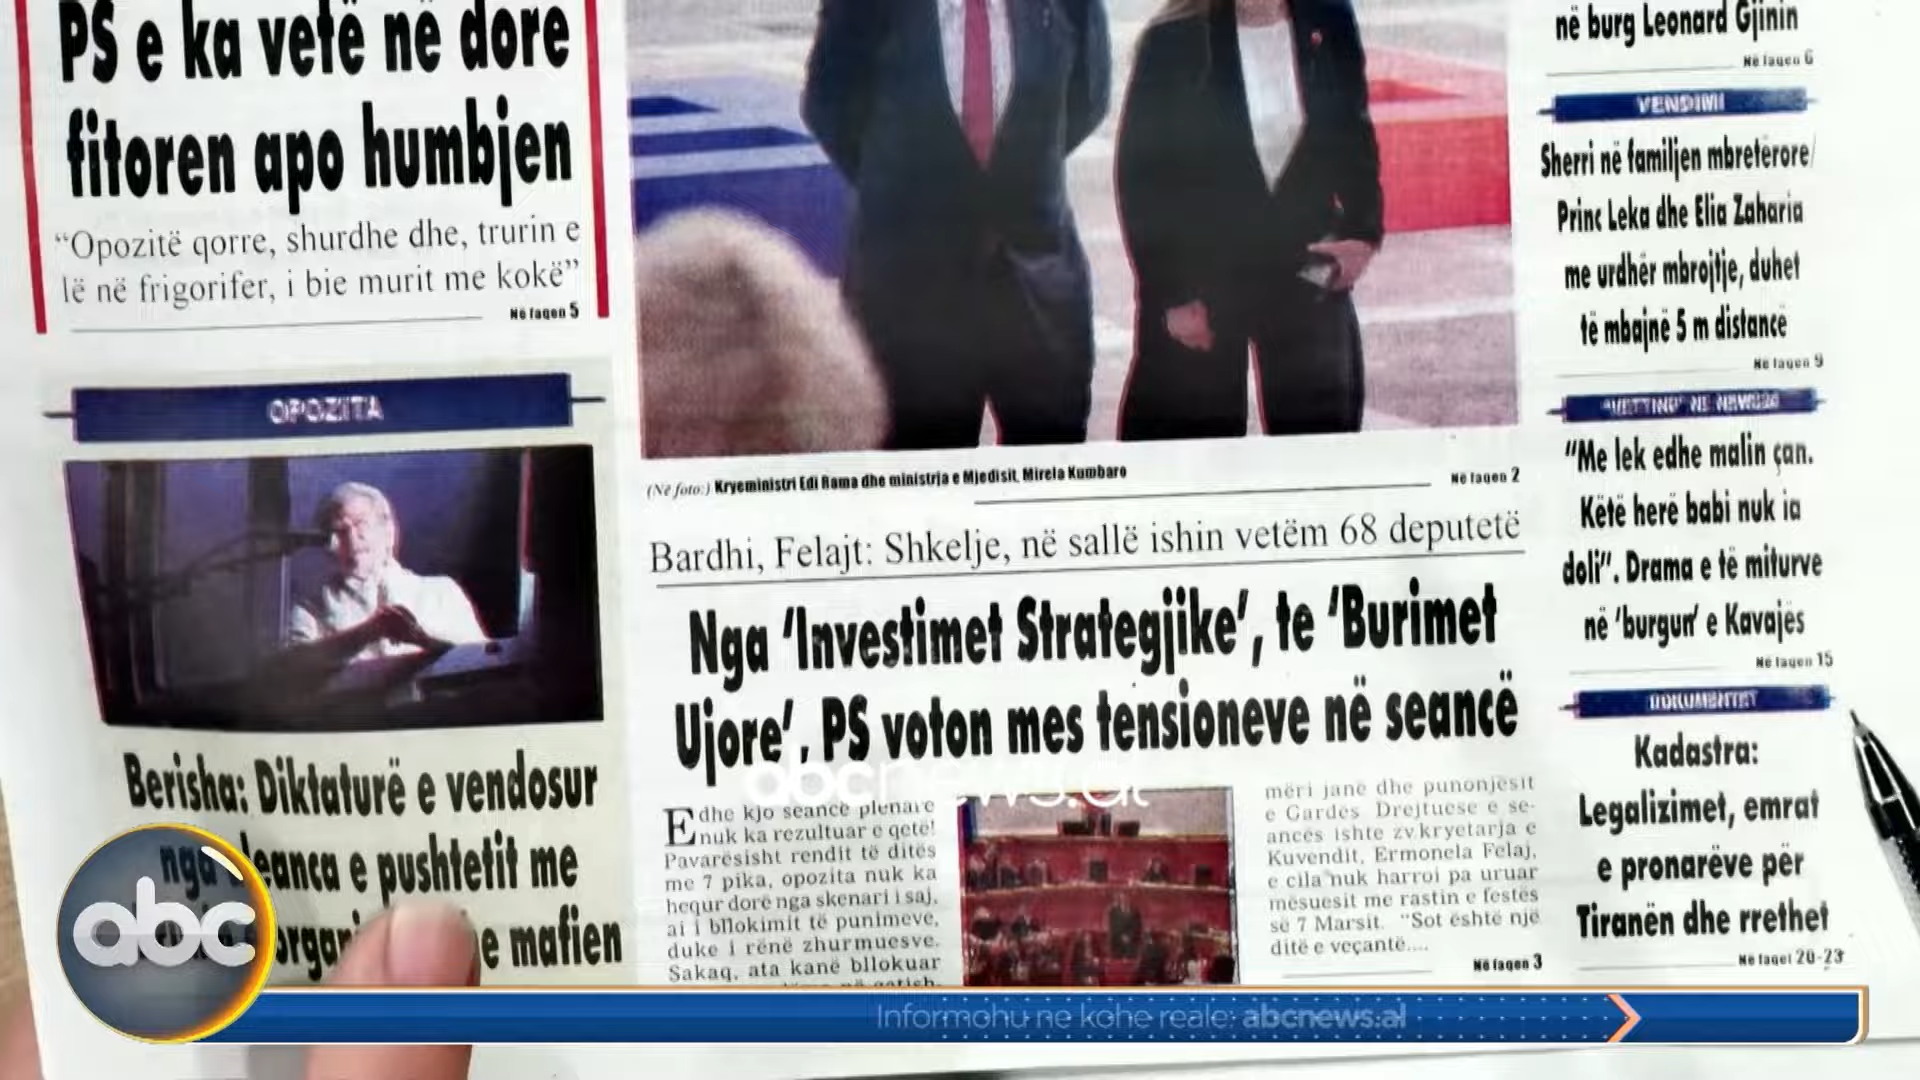 PS e ka vetë në dore
fitoren apo humbjen
“Opozitë qorre, shurdhe dhe, trurin e
lë në frigorifer, i bie murit me kokë”
Në faqen 5
OPOZITA
Berisha: Diktaturë e vendosur
nga aleanca e pushtetit me
e mafien
(Në foto:) Kryeministri Edi Rama dhe ministrja e Mjedisit, Mirela Kumbaro
Në faqen 2
Bardhi, Felajt: Shkelje, në sallë ishin vetëm 68 deputetë
Nga ‘Investimet Strategjike’, te ‘Burimet
Ujore’, PS voton mes tensioneve në seancë
Edhe kjo seancë plenare
nuk ka rezultuar e qetë!
Pavarësisht rendit të ditës
me 7 pika, opozita nuk ka
hequr dorë nga skenari i saj,
ai i bllokimit të punimeve,
duke i rënë zhurmuesve.
Sakaq, ata kanë bllokuar
mëri janë dhe punonjësit
e Gardës. Drejtuese e se-
ancës ishte zv.kryetarja e
Kuvendit, Ermonela Felaj,
e cila nuk harroi pa uruar
mësuesit me rastin e festës
së 7 Marsit. “Sot është një
ditë e veçantë....
Në faqen 3
në burg Leonard Gjinin
Në faqen 6
VENDIMI
Sherri në familjen mbretërore/
Princ Leka dhe Elia Zaharia
me urdhër mbrojtje, duhet
të mbajnë 5 m distancë
Në faqen 9
“Me lek edhe malin çan.
Këtë herë babi nuk ia
doli”. Drama e të miturve
në ‘burgun’ e Kavajës
Në faqen 15
DOKUMENTET
Kadastra:
Legalizimet, emrat
e pronarëve për
Tiranën dhe rrethet
Në faqet 20-23
abcnews.al
abc
Informohu në kohë reale: abcnews.al